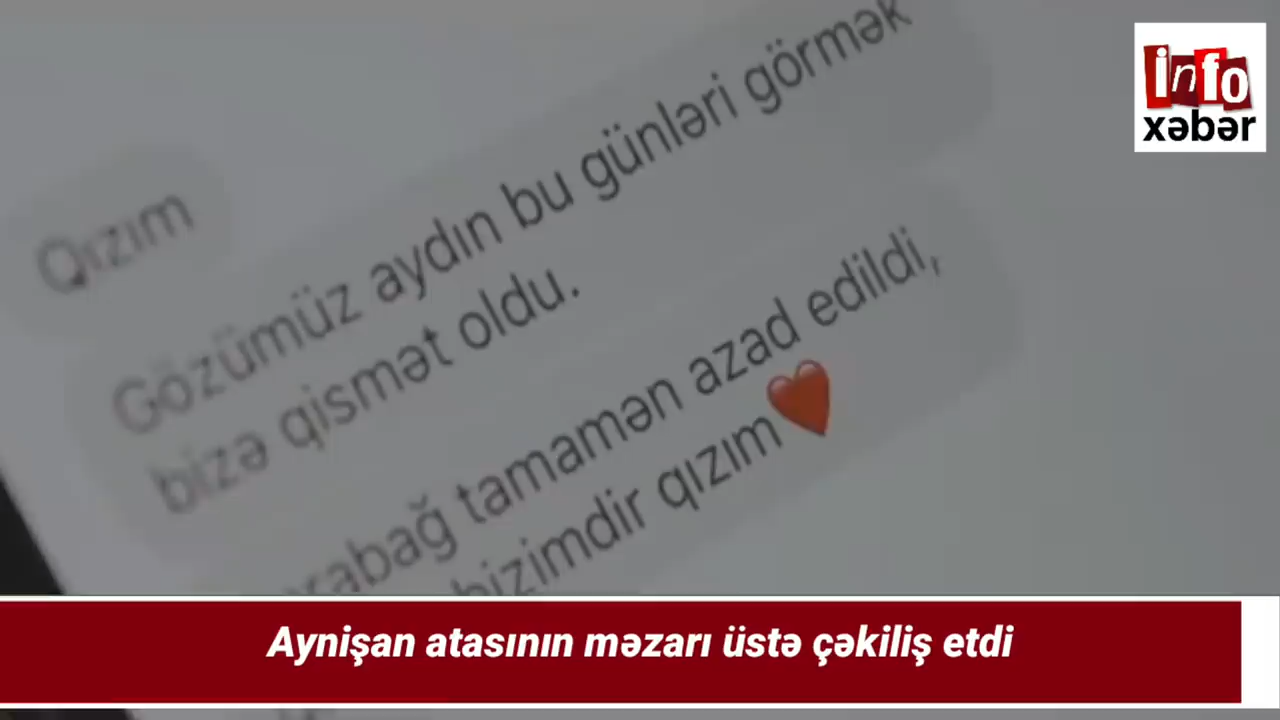 info
xəbər
Qızım
Gözümüz aydın bu günləri görmək
bizə qismət oldu.
tamamən azad edildi,
bizimdir qızım❤️
Aynişan atasının məzarı üstə çəkiliş etdi